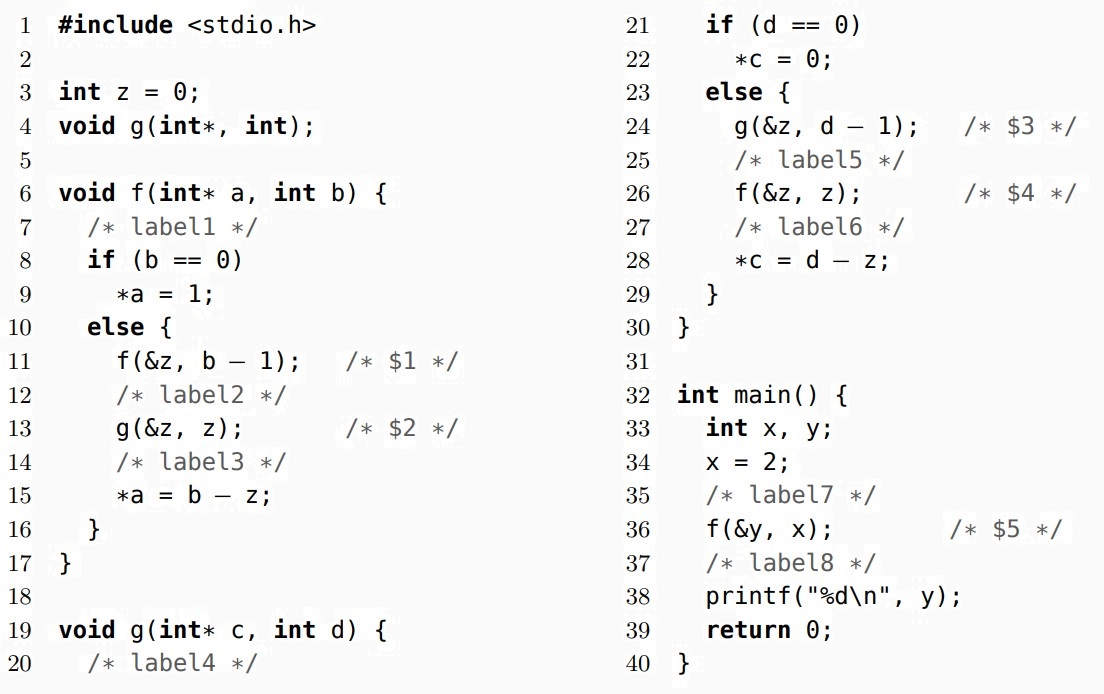 1 #include <stdio.h>
2
3 int z = 0;
4 void g(int*, int);
5
6 void f(int* a, int b) {
7 /* label1 */
8 if (b == 0)
9 *a = 1;
10 else {
11 f(&z, b – 1); /* $1 */
12 /* label2 */
13 g(&z, z); /* $2 */
14 /* label3 */
15 *a = b – z;
16 }
17 }
18
19 void g(int* c, int d) {
20 /* label4 */
21 if (d == 0)
22 *c = 0;
23 else {
24 g(&z, d – 1); /* $3 */
25 /* label5 */
26 f(&z, z); /* $4 */
27 /* label6 */
28 *c = d – z;
29 }
30 }
31
32 int main() {
33 int x, y;
34 x = 2;
35 /* label7 */
36 f(&y, x); /* $5 */
37 /* label8 */
38 printf("%d\n", y);
39 return 0;
40 }